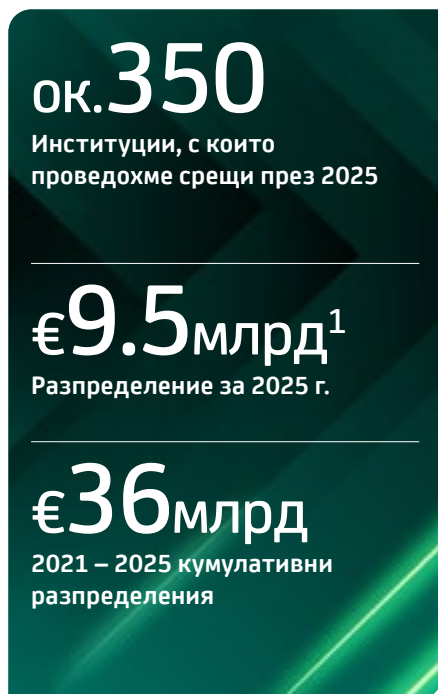 ок.350
Институции, с които
проведохме срещи през 2025
€9.5млрд¹
Разпределение за 2025 г.
€36млрд
2021 – 2025 кумулативни
разпределения